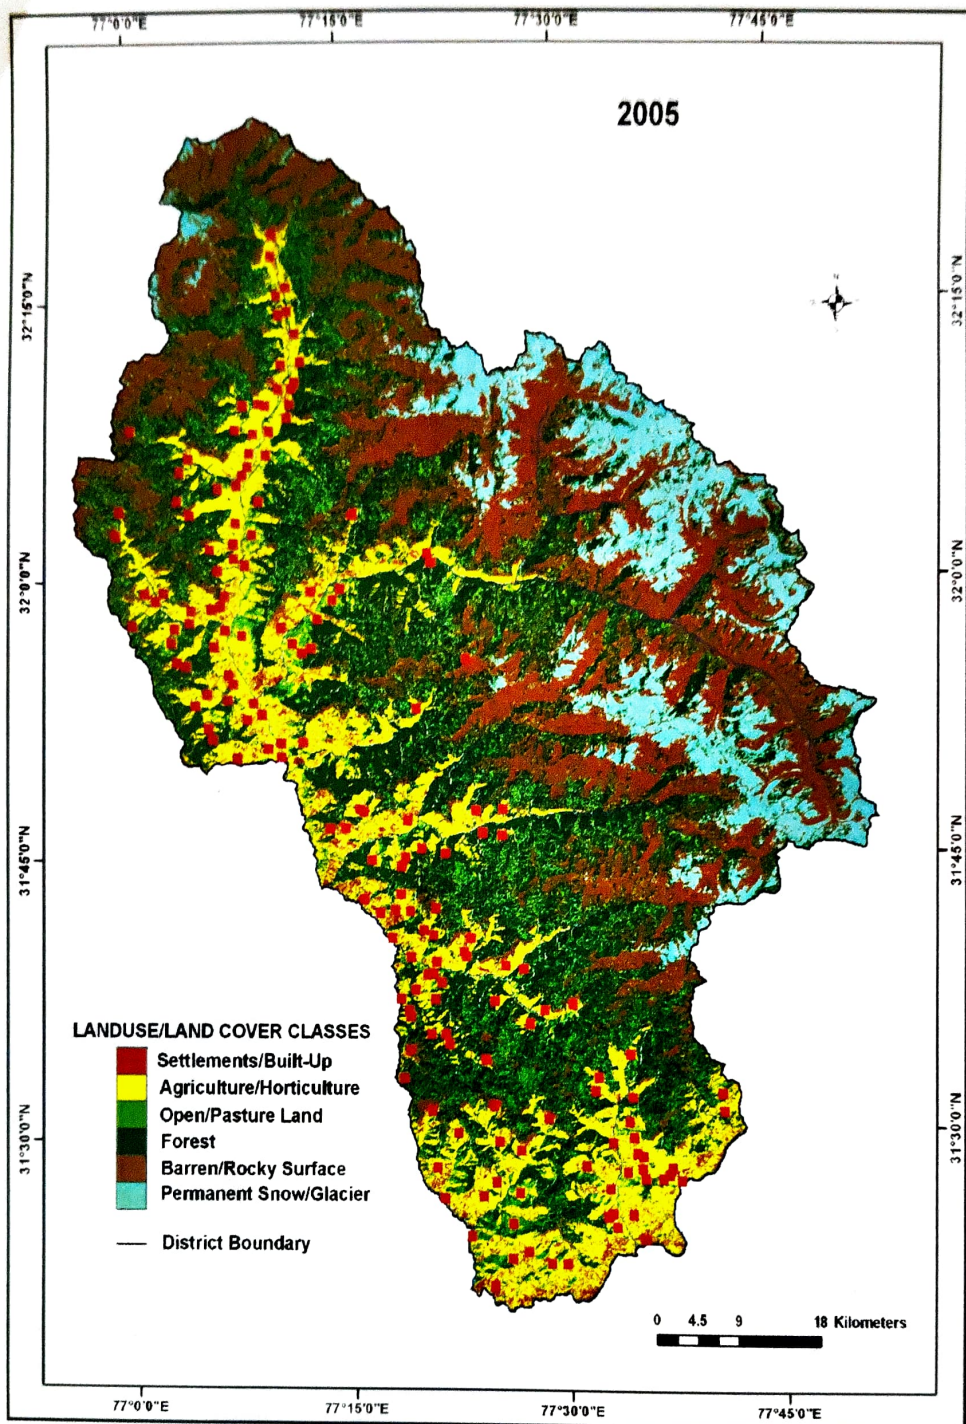 77°0'0"E 77°15'0"E 77°30'0"E 77°45'0"E
2005
32°15'0"N 32°15'0"N
32°0'0"N 32°0'0"N
31°45'0"N 31°45'0"N
31°30'0"N 31°30'0"N
LANDUSE/LAND COVER CLASSES
Settlements/Built-Up
Agriculture/Horticulture
Open/Pasture Land
Forest
Barren/Rocky Surface
Permanent Snow/Glacier
District Boundary
0 4.5 9 18 Kilometers
77°0'0"E 77°15'0"E 77°30'0"E 77°45'0"E